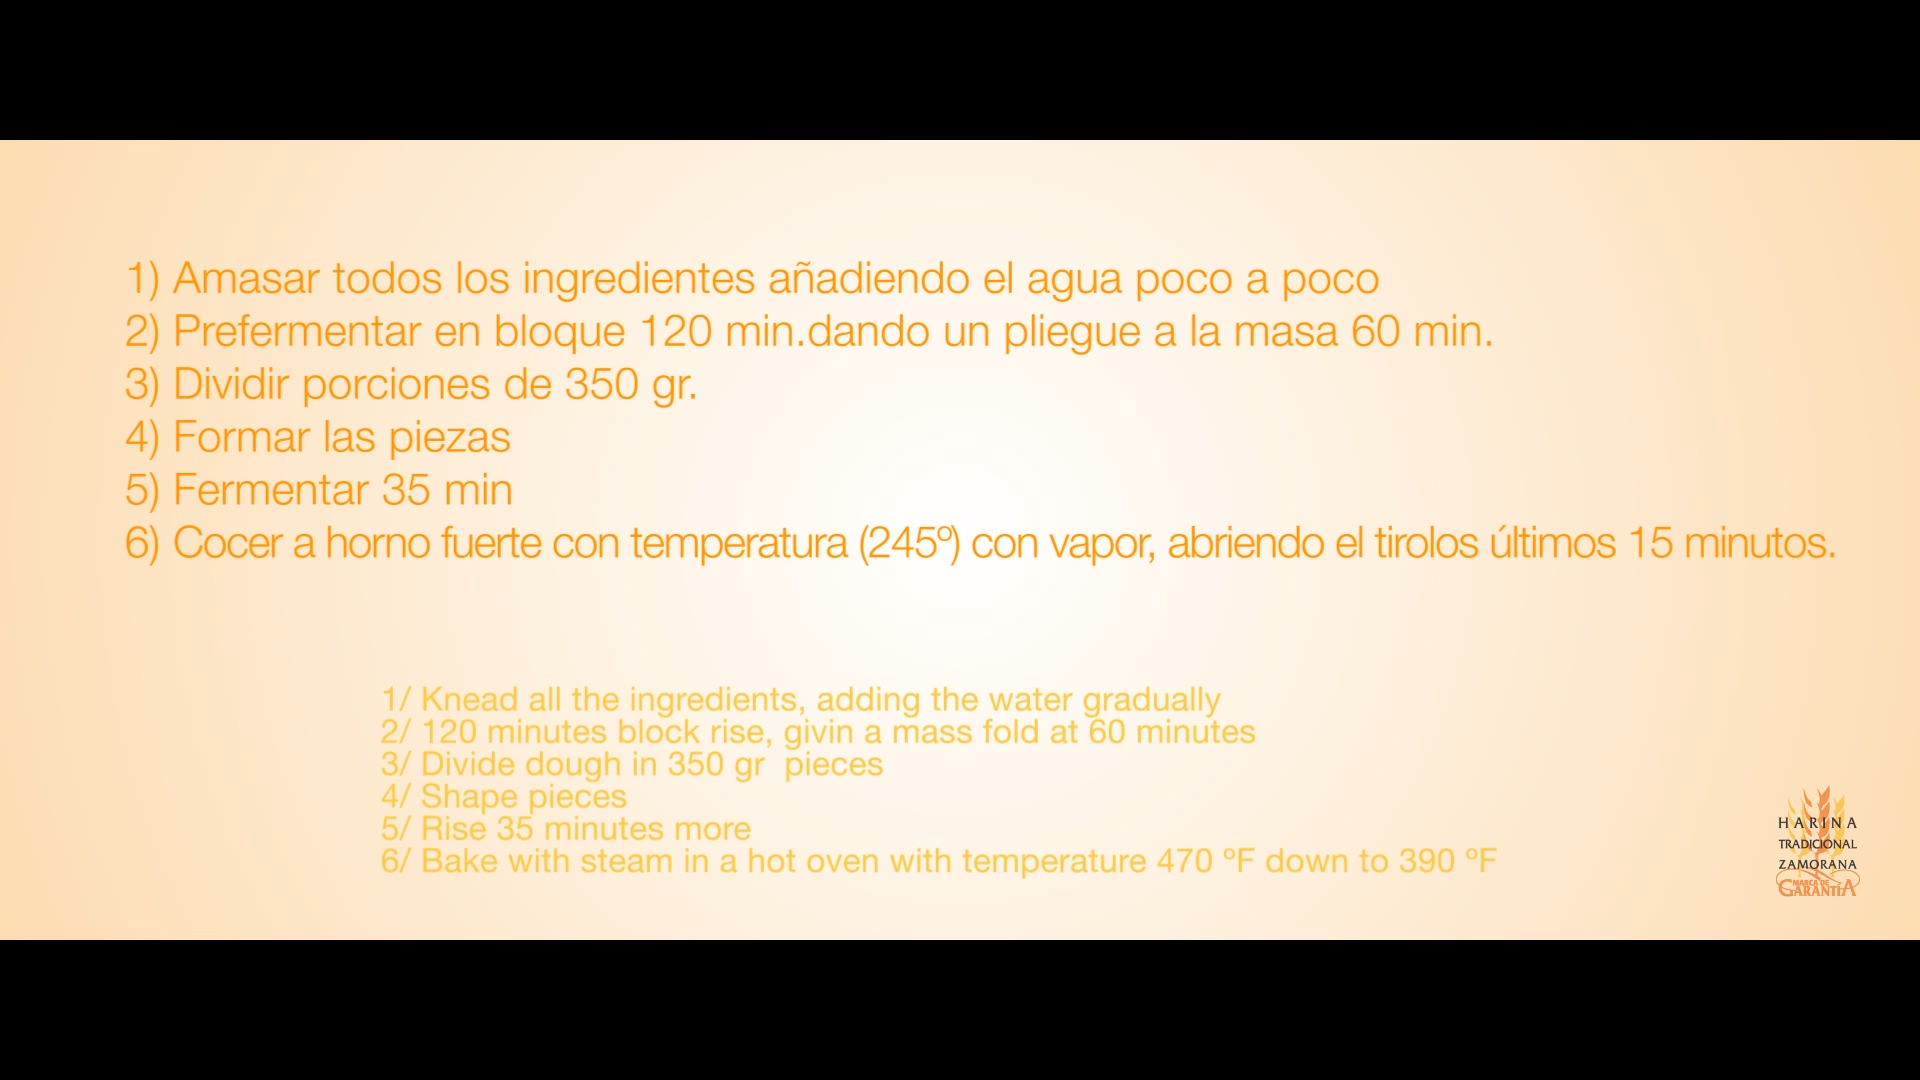 1) Amasar todos los ingredientes añadiendo el agua poco a poco
2) Prefermentar en bloque 120 min.dando un pliegue a la masa 60 min.
3) Dividir porciones de 350 gr.
4) Formar las piezas
5) Fermentar 35 min
6) Cocer a horno fuerte con temperatura (245º) con vapor, abriendo el tirolos últimos 15 minutos.
1/ Knead all the ingredients, adding the water gradually
2/ 120 minutes block rise, givin a mass fold at 60 minutes
3/ Divide dough in 350 gr  pieces
4/ Shape pieces
5/ Rise 35 minutes more
6/ Bake with steam in a hot oven with temperature 470 ºF down to 390 ºF
HARINA
TRADICIONAL
ZAMORANA
MARCA DE
GARANTIA